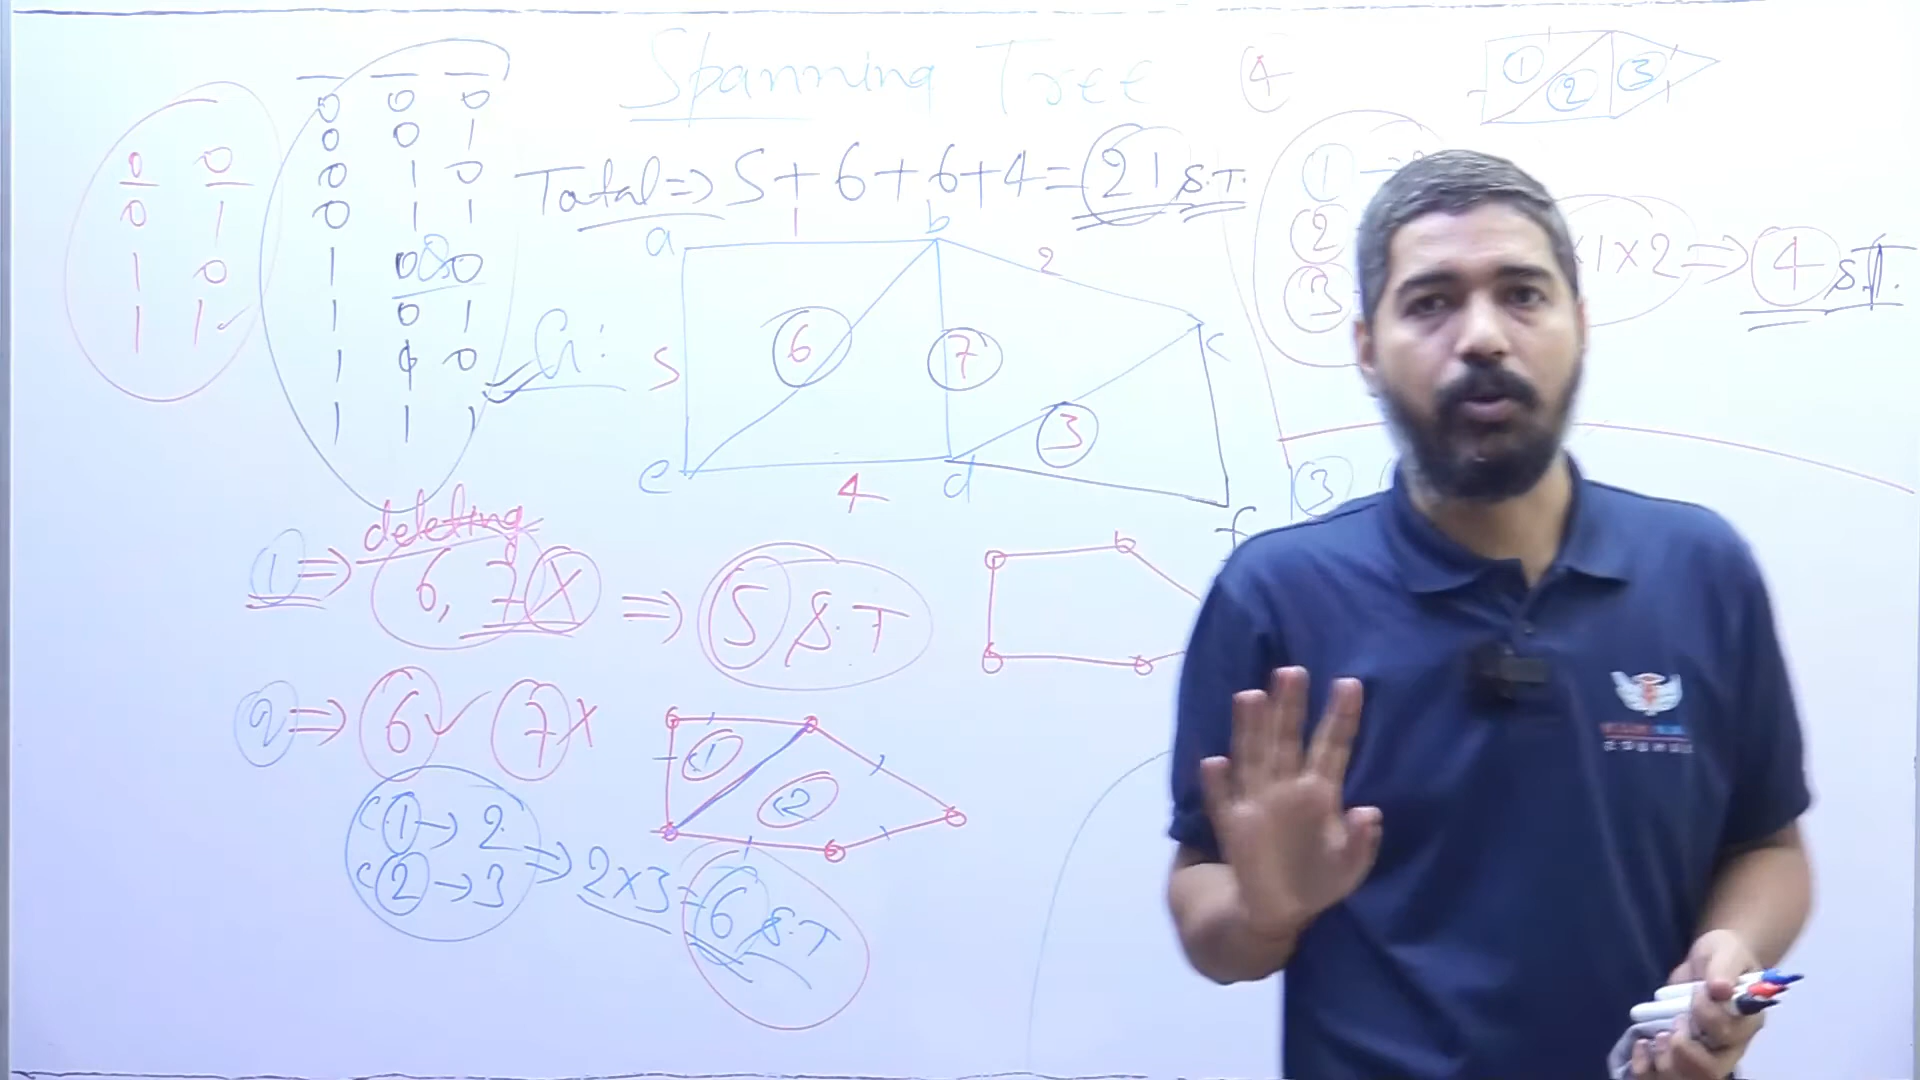 Spanning Tree
4
1 2 3
Total => 5 + 6 + 6 + 4 = 21 S.T.
0 0
0 1
1 0
1 1
0 0 0
0 0 1
0 1 0
0 1 1
1 0 0
1 0 1
1 1 0
1 1 1
G:
a 1 b
2
c
5
6 7 3
e 4 d
f
1 →
2
3
×1×2 => 4 S.T.
3
deleting
1 => 6, 7 X => 5 S.T
b
2 => 6 ✓ 7 X
1 2
1 → 2
2 → 3
=> 2×3 = 6 S.T